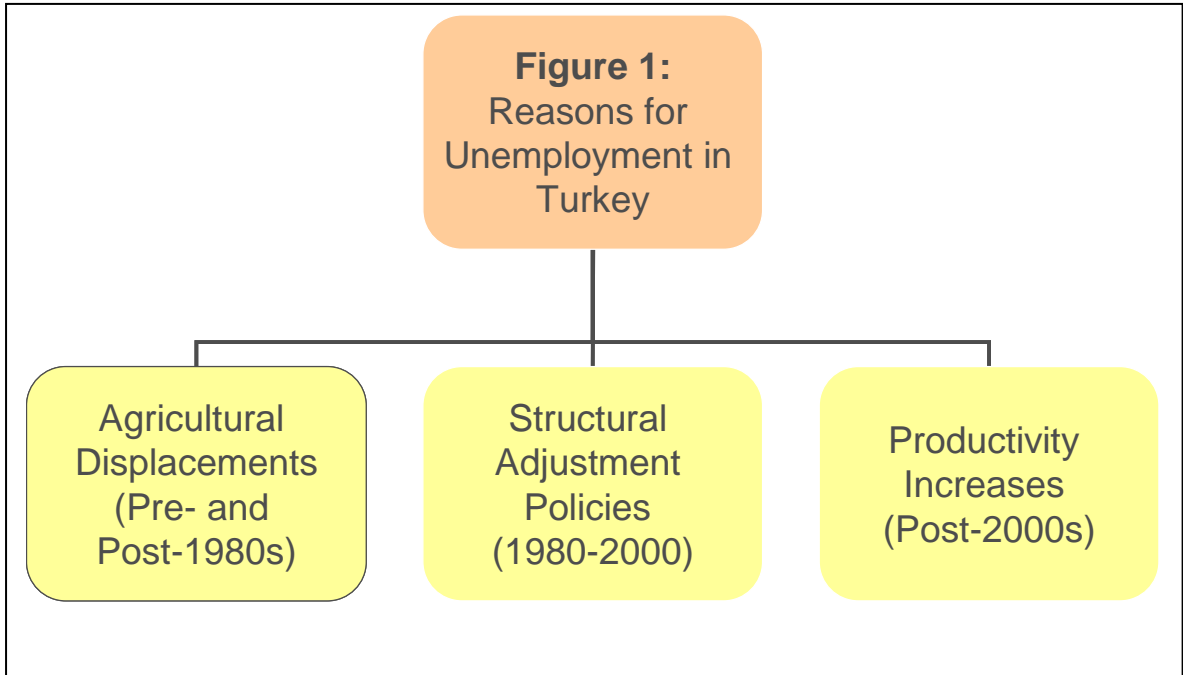 Figure 1:
Reasons for
Unemployment in
Turkey
Agricultural
Displacements
(Pre- and
Post-1980s)
Structural
Adjustment
Policies
(1980-2000)
Productivity
Increases
(Post-2000s)